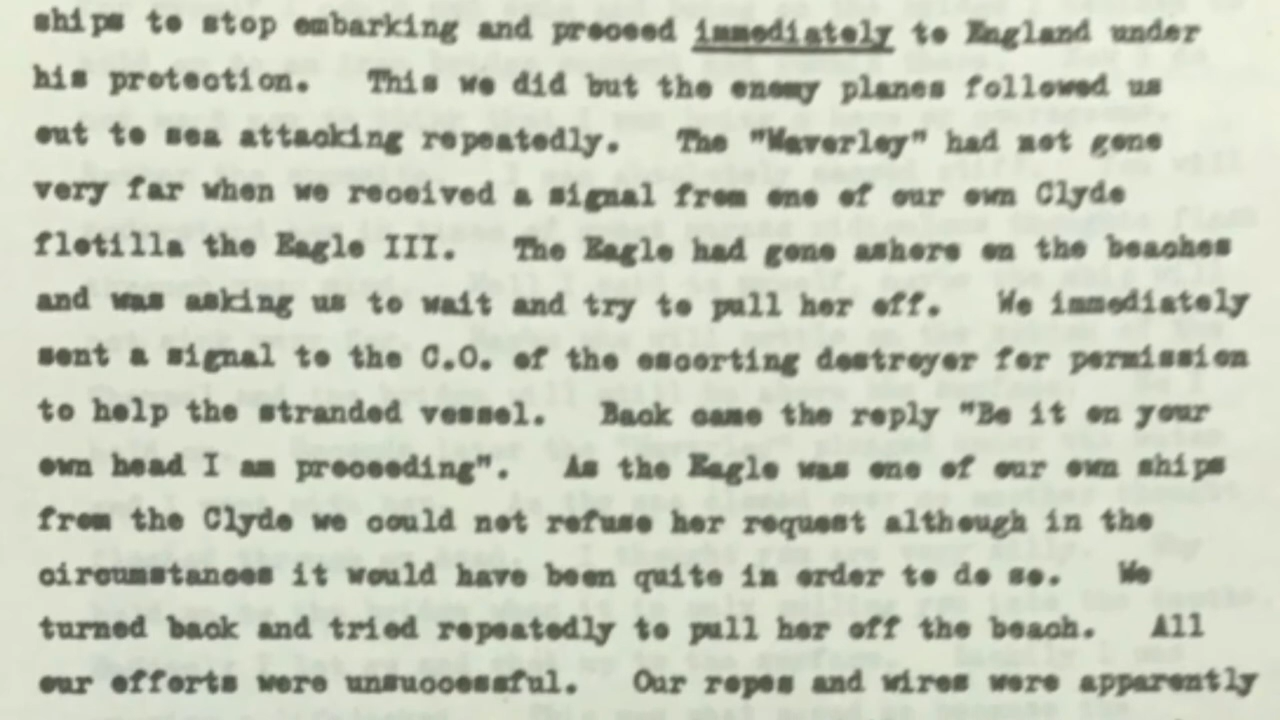 ships to stop embarking and proceed immediately to England under
his protection. This we did but the enemy planes followed us
out to sea attacking repeatedly. The "Waverley" had not gone
very far when we received a signal from one of our own Clyde
flotilla the Eagle III. The Eagle had gone ashore on the beaches
and was asking us to wait and try to pull her off. We immediately
sent a signal to the C.O. of the escorting destroyer for permission
to help the stranded vessel. Back came the reply "Be it on your
own head I am proceeding". As the Eagle was one of our own ships
from the Clyde we could not refuse her request although in the
circumstances it would have been quite in order to do so. We
turned back and tried repeatedly to pull her off the beach. All
our efforts were unsuccessful. Our ropes and wires were apparently